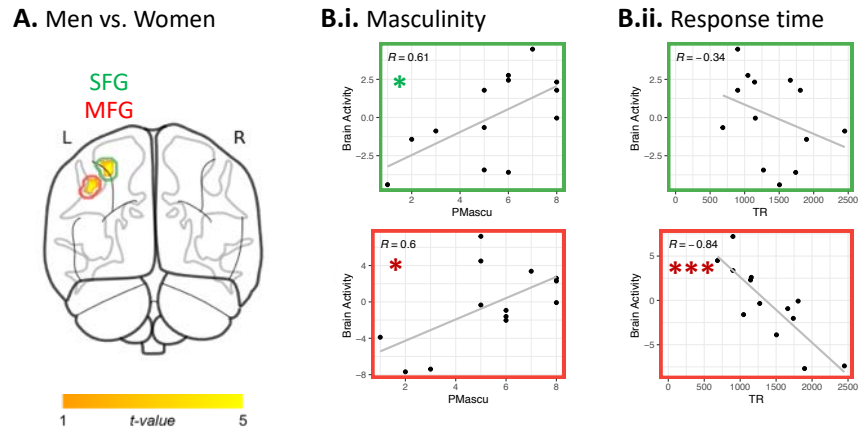 A. Men vs. Women
SFG
MFG
L
R
1
t-value
5
B.i. Masculinity
R = 0.61
*
Brain Activity
2.5
0.0
−2.5
2
4
6
8
PMascu
R = 0.6
*
Brain Activity
4
0
−4
−8
2
4
6
8
PMascu
B.ii. Response time
R = −0.34
Brain Activity
2.5
0.0
−2.5
0
500
1000
1500
2000
2500
TR
R = −0.84
***
Brain Activity
5
0
−5
0
500
1000
1500
2000
2500
TR